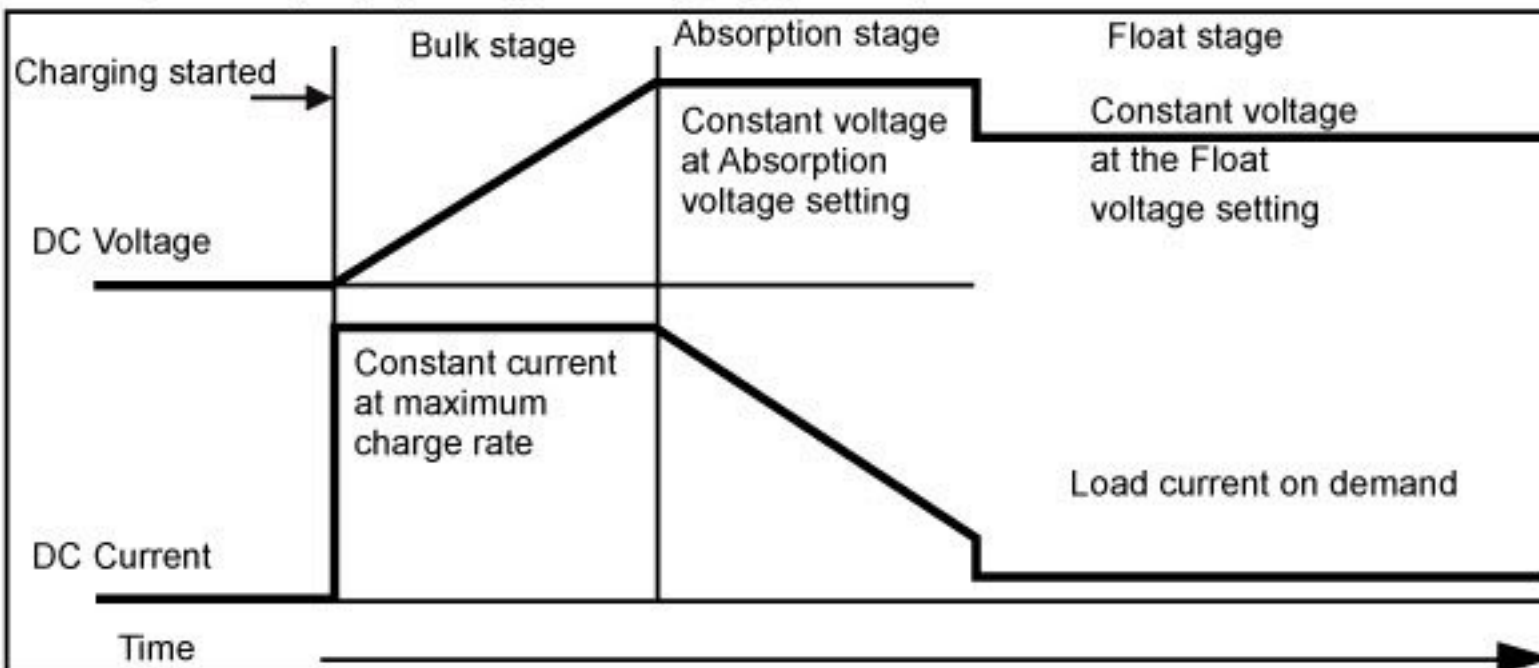 Bulk stage
Absorption stage
Float stage
Charging started
Constant voltage
at Absorption
voltage setting
Constant voltage
at the Float
voltage setting
DC Voltage
Constant current
at maximum
charge rate
Load current on demand
DC Current
Time